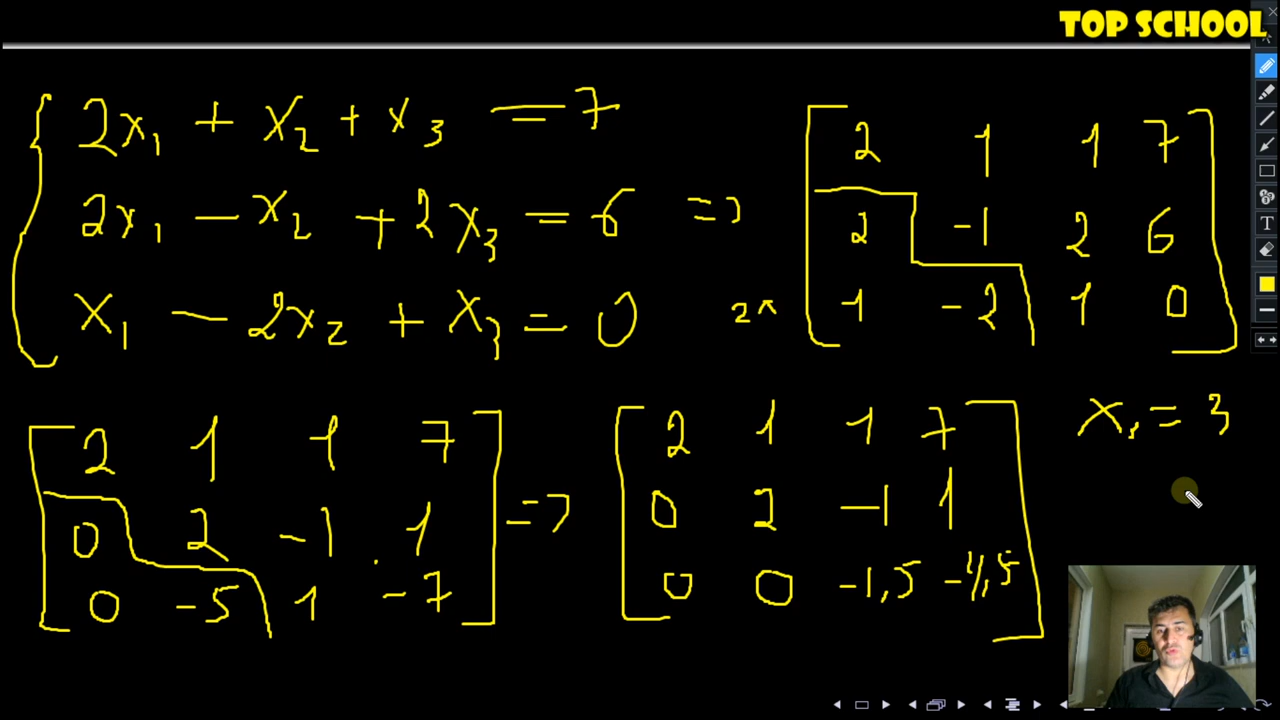 TOP SCHOOL
2x₁ + x₂ + x₃ = 7
2x₁ - x₂ + 2x₃ = 6 =>
x₁ - 2x₂ + x₃ = 0
2 1 1 7
2 -1 2 6
2x 1 -2 1 0
2 1 1 7
0 2 -1 1 =>
0 -5 1 -7
2 1 1 7
0 2 -1 1
0 0 -1,5 -4,5
x₁ = 3
T